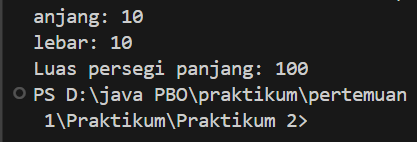 anjang: 10
lebar: 10
Luas persegi panjang: 100
PS D:\java PBO\praktikum\pertemuan
1\Praktikum\Praktikum 2>